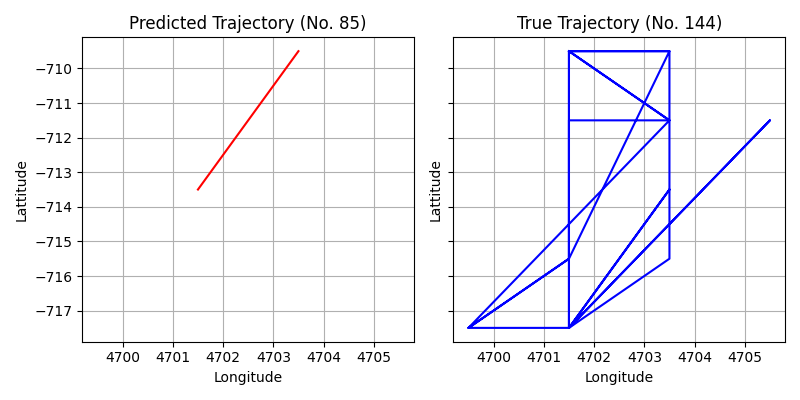 Predicted Trajectory (No. 85)
True Trajectory (No. 144)
Lattitude
−710
−711
−712
−713
−714
−715
−716
−717
4700 4701 4702 4703 4704 4705
Longitude
Lattitude
4700 4701 4702 4703 4704 4705
Longitude